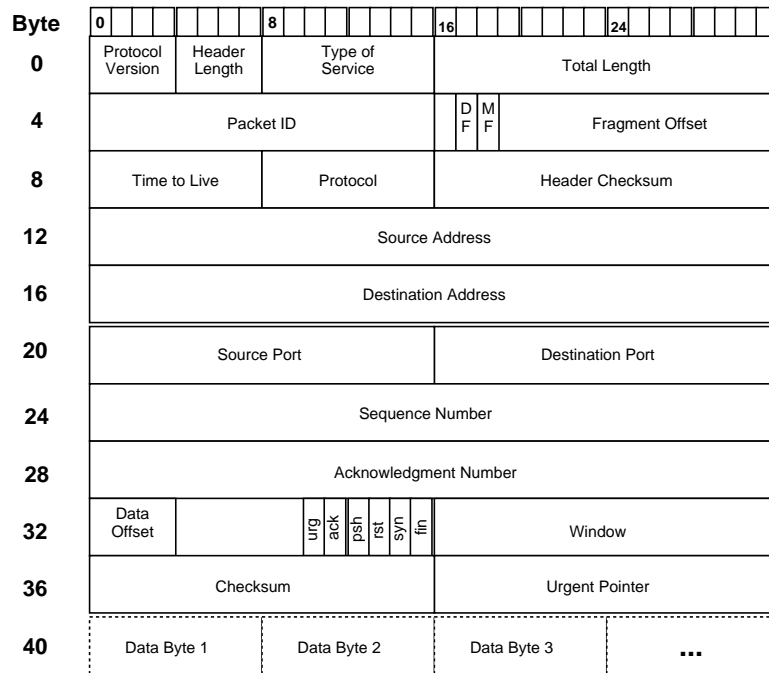 Byte 0 8 16 24
0 Protocol Version Header Length Type of Service Total Length
4 Packet ID D F M F Fragment Offset
8 Time to Live Protocol Header Checksum
12 Source Address
16 Destination Address
20 Source Port Destination Port
24 Sequence Number
28 Acknowledgment Number
32 Data Offset urg ack psh rst syn fin Window
36 Checksum Urgent Pointer
40 Data Byte 1 Data Byte 2 Data Byte 3 ...